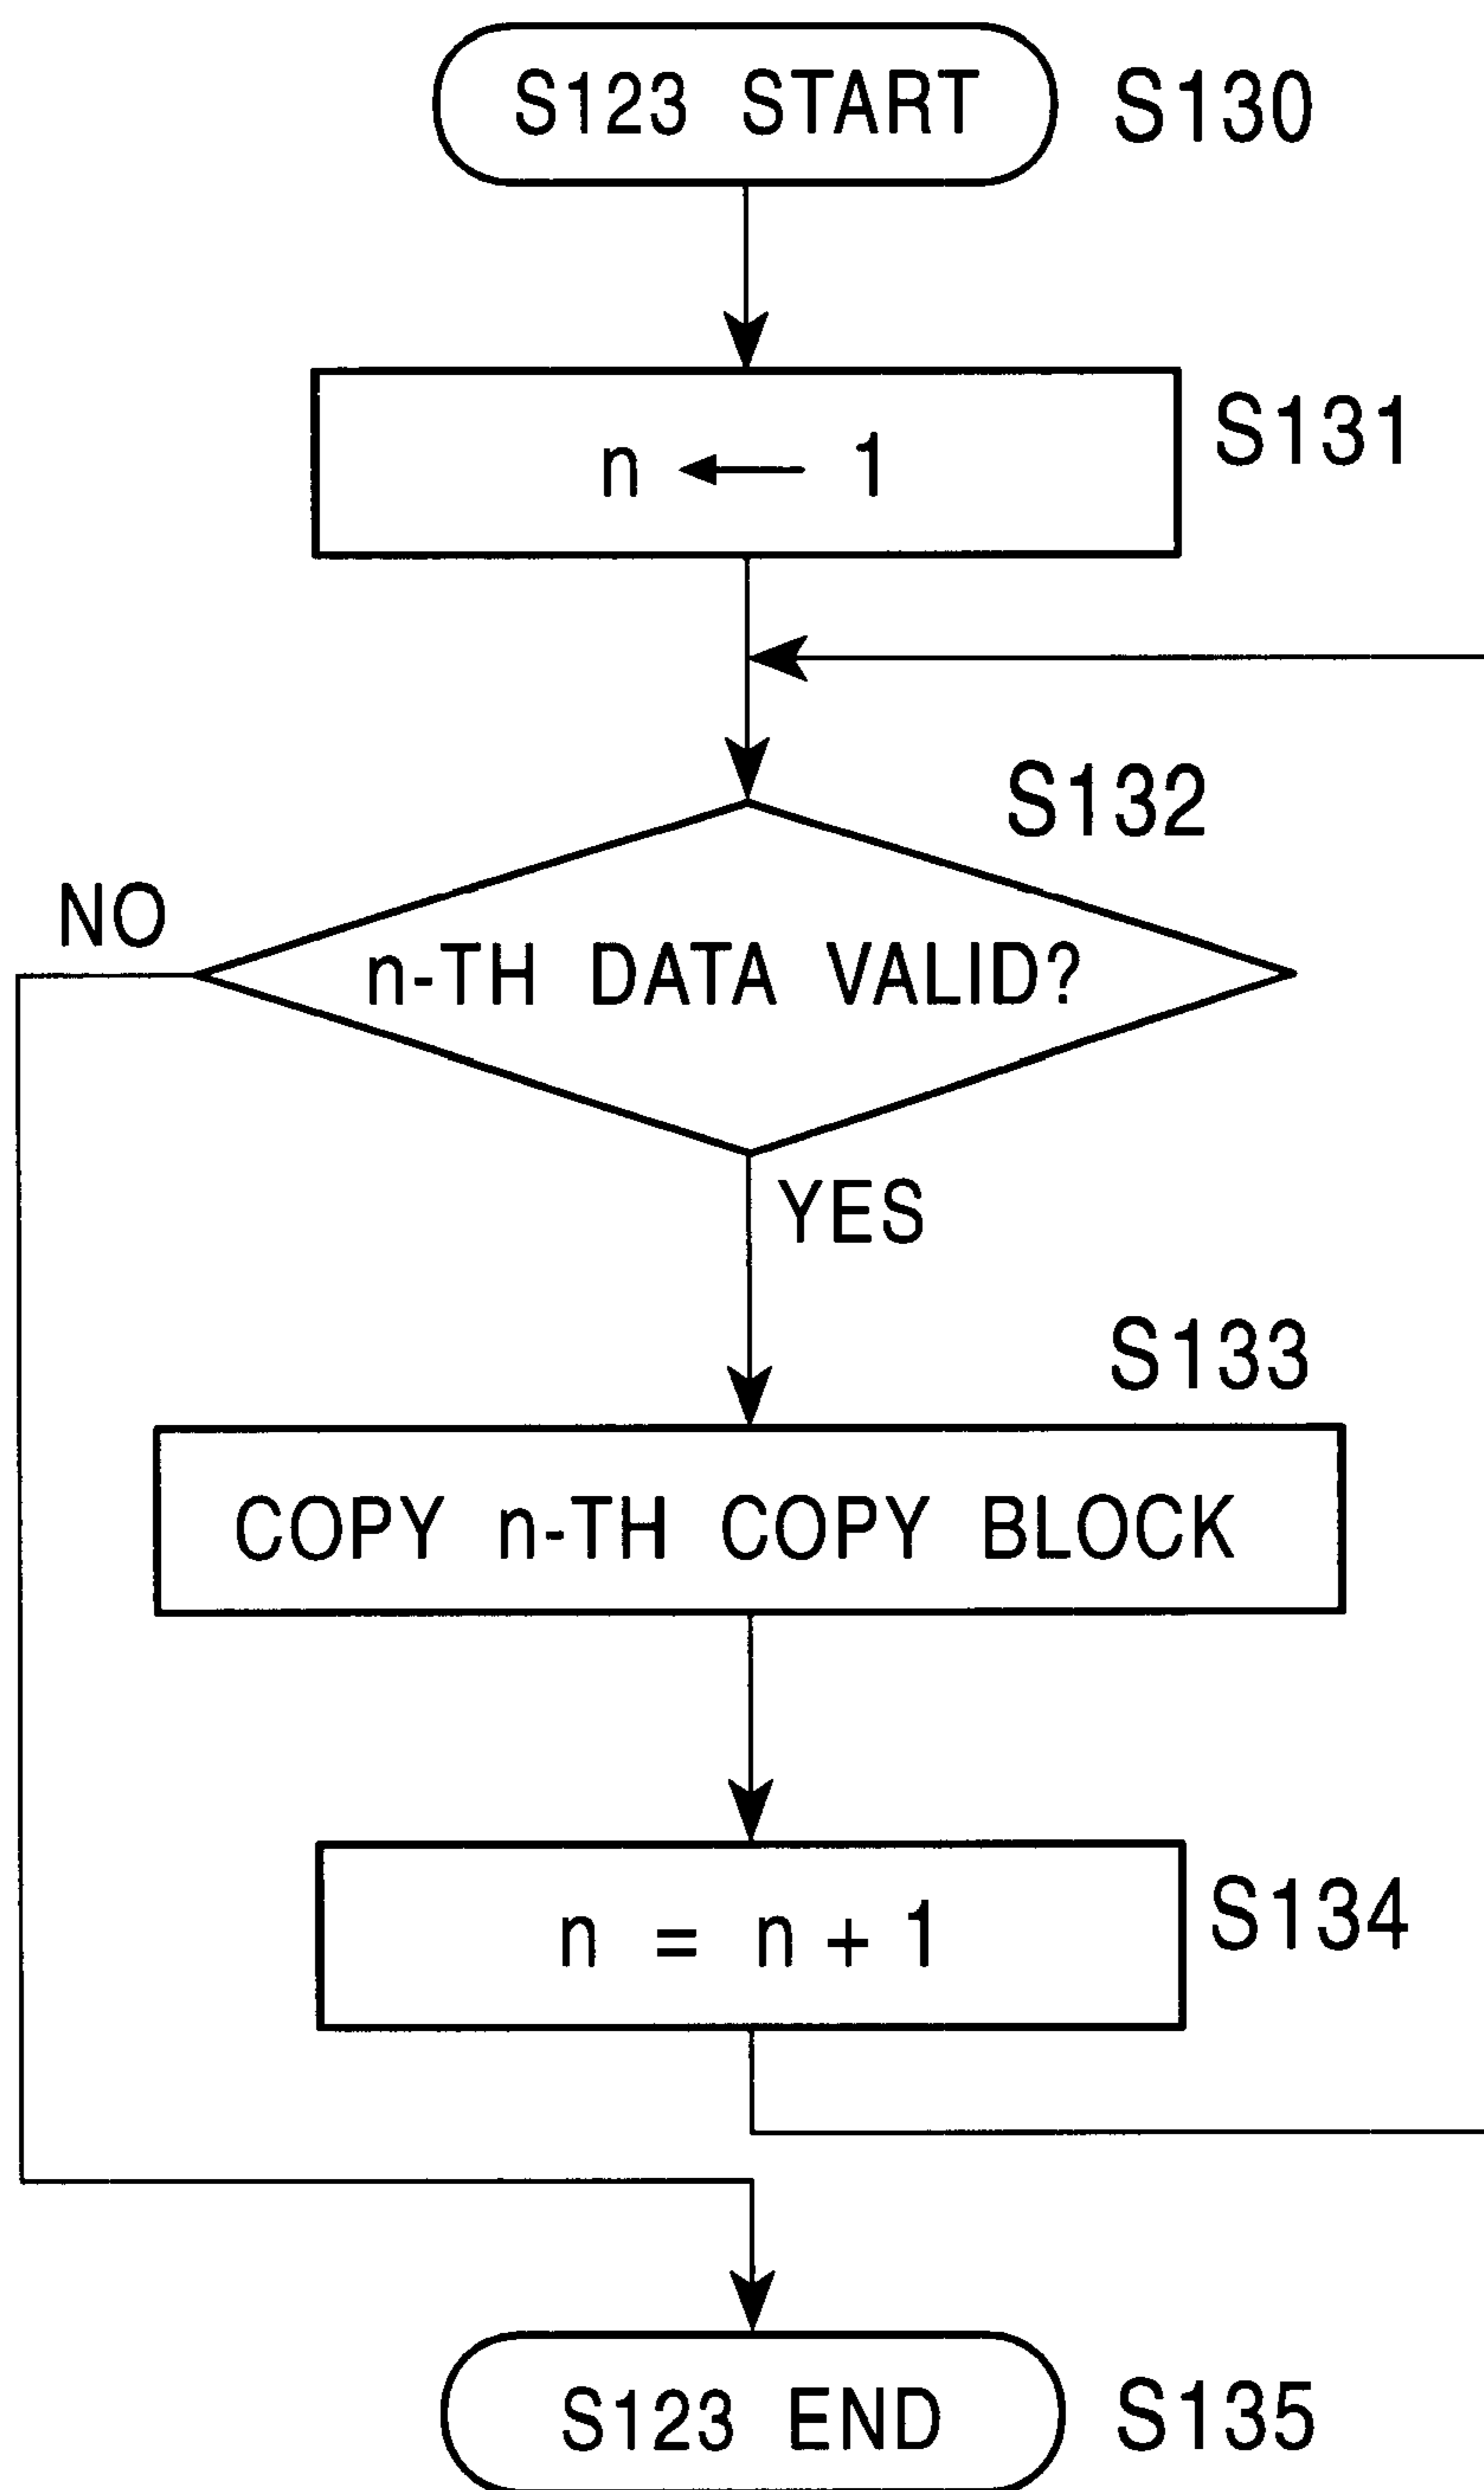 S123 START S130
n ← 1 S131
S132
NO
n-TH DATA VALID?
YES
S133
COPY n-TH COPY BLOCK
n = n + 1 S134
S123 END S135